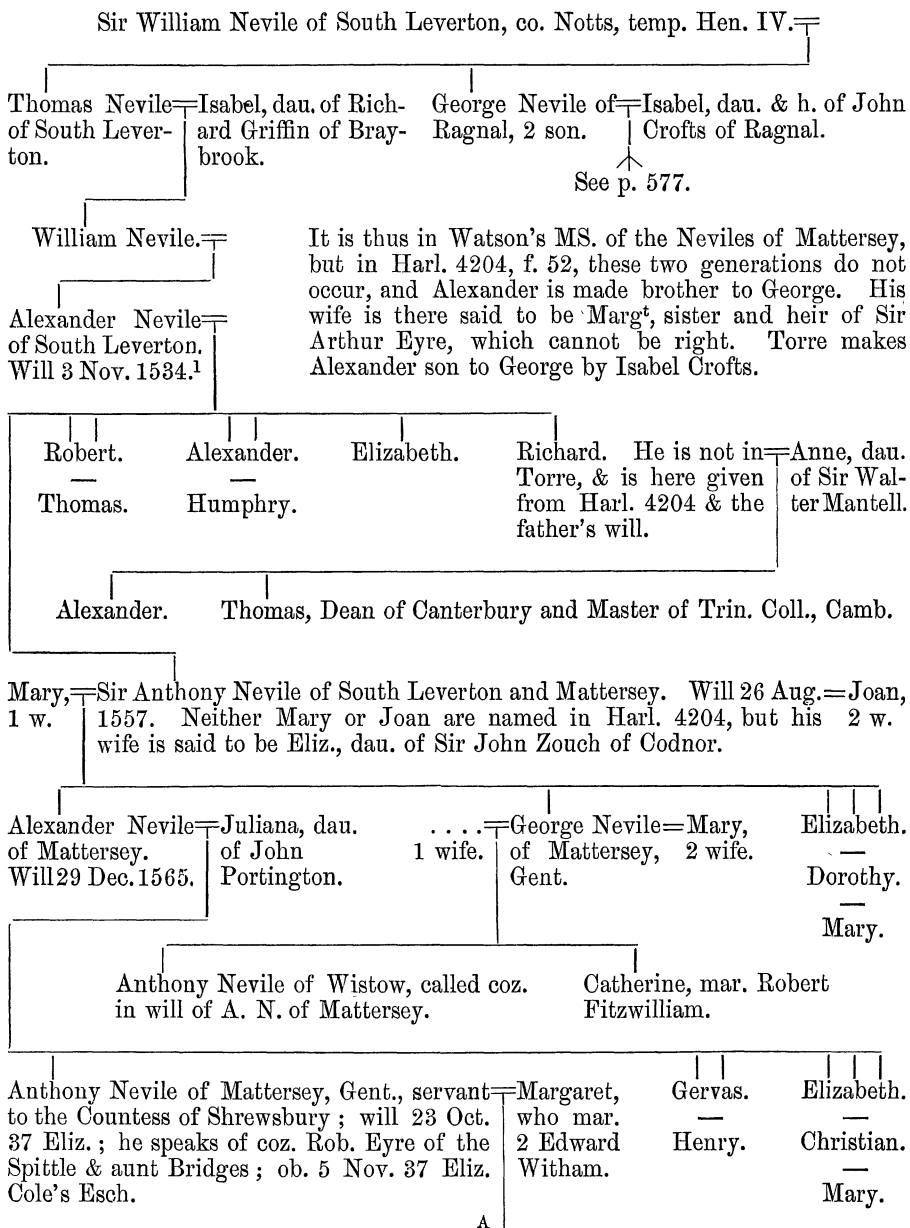 Sir William Nevile of South Leverton, co. Notts, temp. Hen. IV.
Thomas Nevile
of South Lever-
ton.
Isabel, dau. of Rich-
ard Griffin of Bray-
brook.
George Nevile of
Ragnal, 2 son.
Isabel, dau. & h. of John
Crofts of Ragnal.
See p. 577.
William Nevile.
It is thus in Watson's MS. of the Neviles of Mattersey,
but in Harl. 4204, f. 52, these two generations do not
occur, and Alexander is made brother to George. His
wife is there said to be Margᵗ, sister and heir of Sir
Arthur Eyre, which cannot be right. Torre makes
Alexander son to George by Isabel Crofts.
Alexander Nevile
of South Leverton.
Will 3 Nov. 1534.¹
Robert.
—
Thomas.
Alexander.
—
Humphry.
Elizabeth.
Richard. He is not in
Torre, & is here given
from Harl. 4204 & the
father's will.
Anne, dau.
of Sir Wal-
ter Mantell.
Alexander.
Thomas, Dean of Canterbury and Master of Trin. Coll., Camb.
Mary,
1 w.
Sir Anthony Nevile of South Leverton and Mattersey. Will 26 Aug.
1557. Neither Mary or Joan are named in Harl. 4204, but his
wife is said to be Eliz., dau. of Sir John Zouch of Codnor.
Joan,
2 w.
Alexander Nevile
of Mattersey.
Will 29 Dec. 1565.
Juliana, dau.
of John
Portington.
. . . .
1 wife.
George Nevile
of Mattersey,
Gent.
Mary,
2 wife.
Elizabeth.
—
Dorothy.
—
Mary.
Anthony Nevile of Wistow, called coz.
in will of A. N. of Mattersey.
Catherine, mar. Robert
Fitzwilliam.
Anthony Nevile of Mattersey, Gent., servant
to the Countess of Shrewsbury ; will 23 Oct.
37 Eliz. ; he speaks of coz. Rob. Eyre of the
Spittle & aunt Bridges ; ob. 5 Nov. 37 Eliz.
Cole's Esch.
Margaret,
who mar.
2 Edward
Witham.
Gervas.
—
Henry.
Elizabeth.
—
Christian.
—
Mary.
A